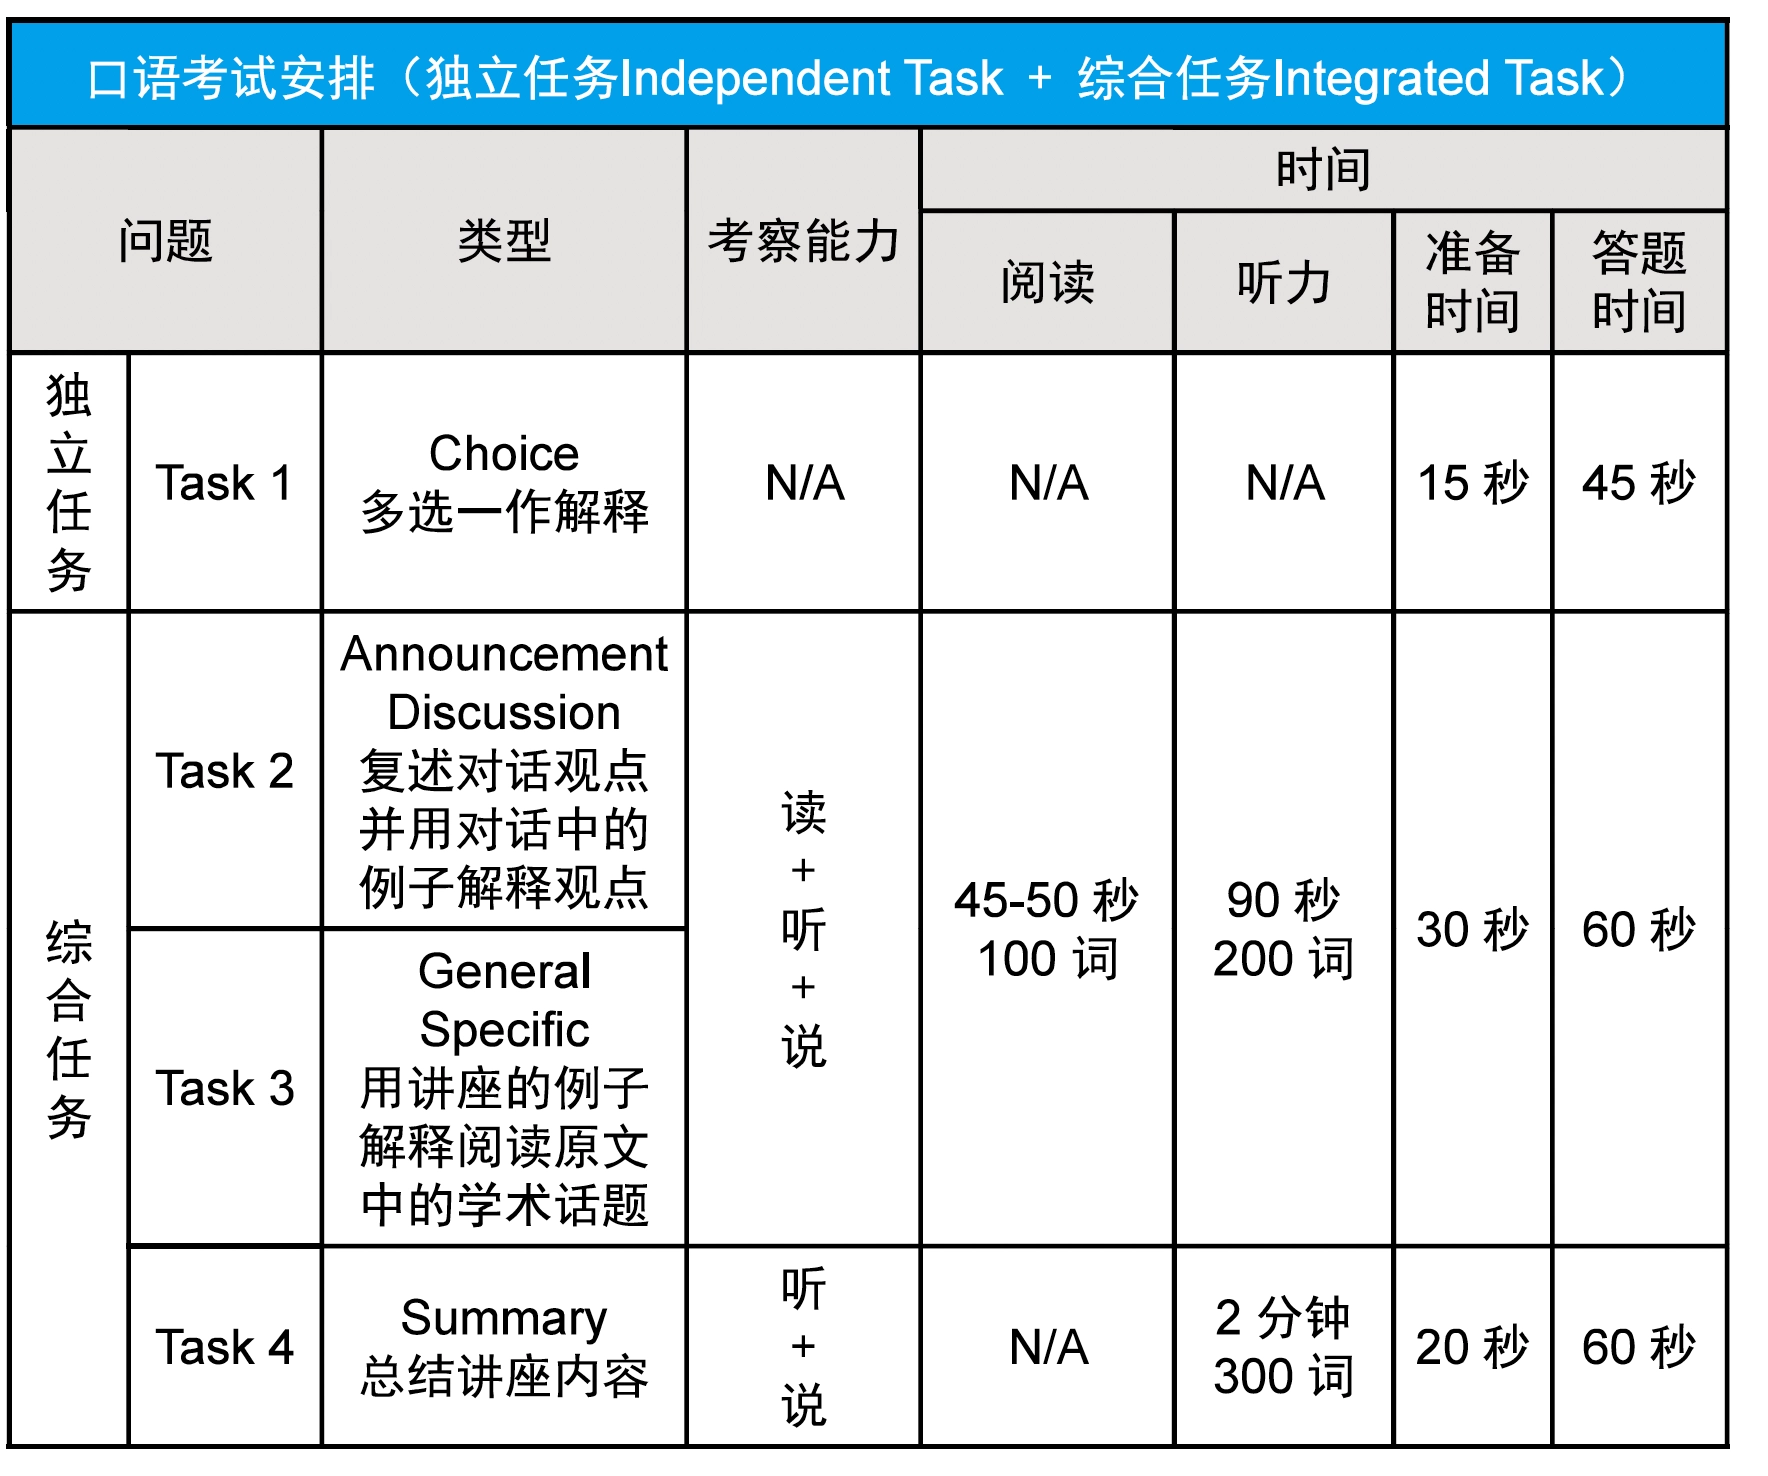 口语考试安排（独立任务Independent Task + 综合任务Integrated Task）
问题
类型
考察能力
时间
阅读
听力
准备
时间
答题
时间
独
立
任
务
Task 1
Choice
多选一作解释
N/A
N/A
N/A
15 秒
45 秒
综
合
任
务
Task 2
Announcement
Discussion
复述对话观点
并用对话中的
例子解释观点
读
+
听
+
说
45-50 秒
100 词
90 秒
200 词
30 秒
60 秒
Task 3
General
Specific
用讲座的例子
解释阅读原文
中的学术话题
Task 4
Summary
总结讲座内容
听
+
说
N/A
2 分钟
300 词
20 秒
60 秒